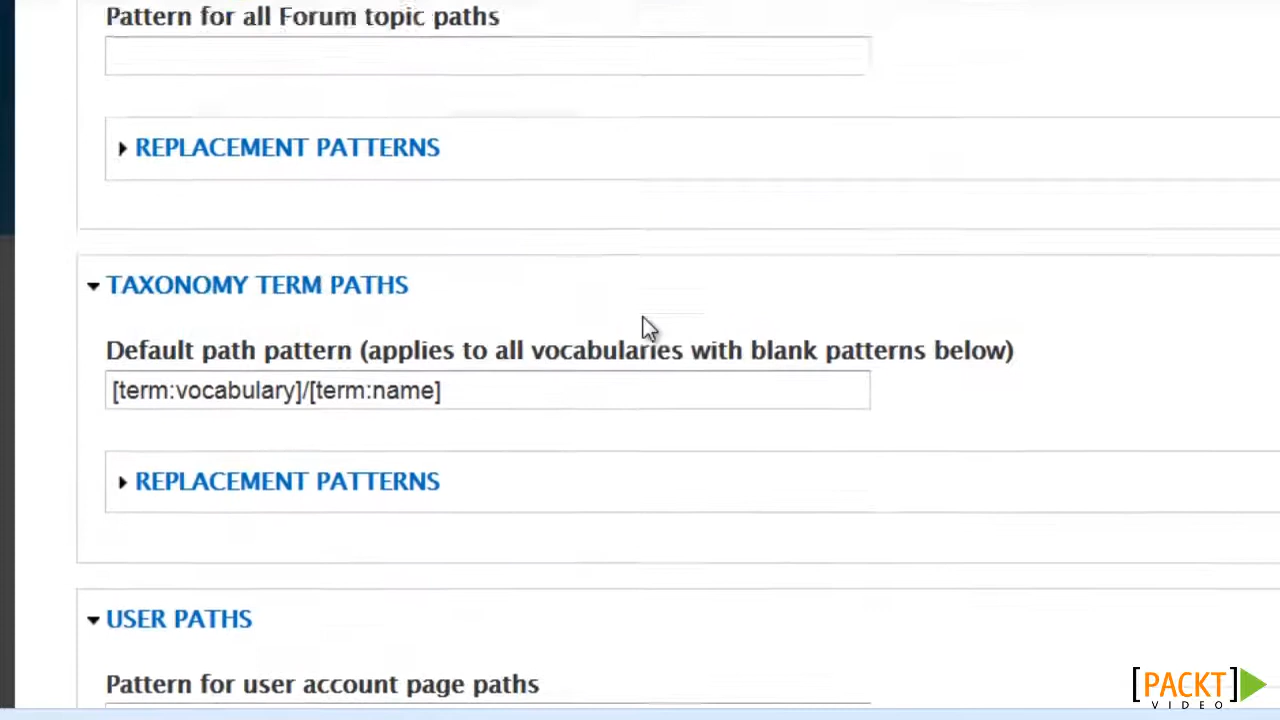 Pattern for all Forum topic paths
REPLACEMENT PATTERNS
TAXONOMY TERM PATHS
Default path pattern (applies to all vocabularies with blank patterns below)
[term:vocabulary]/[term:name]
REPLACEMENT PATTERNS
USER PATHS
Pattern for user account page paths
[PACKT]
VIDEO